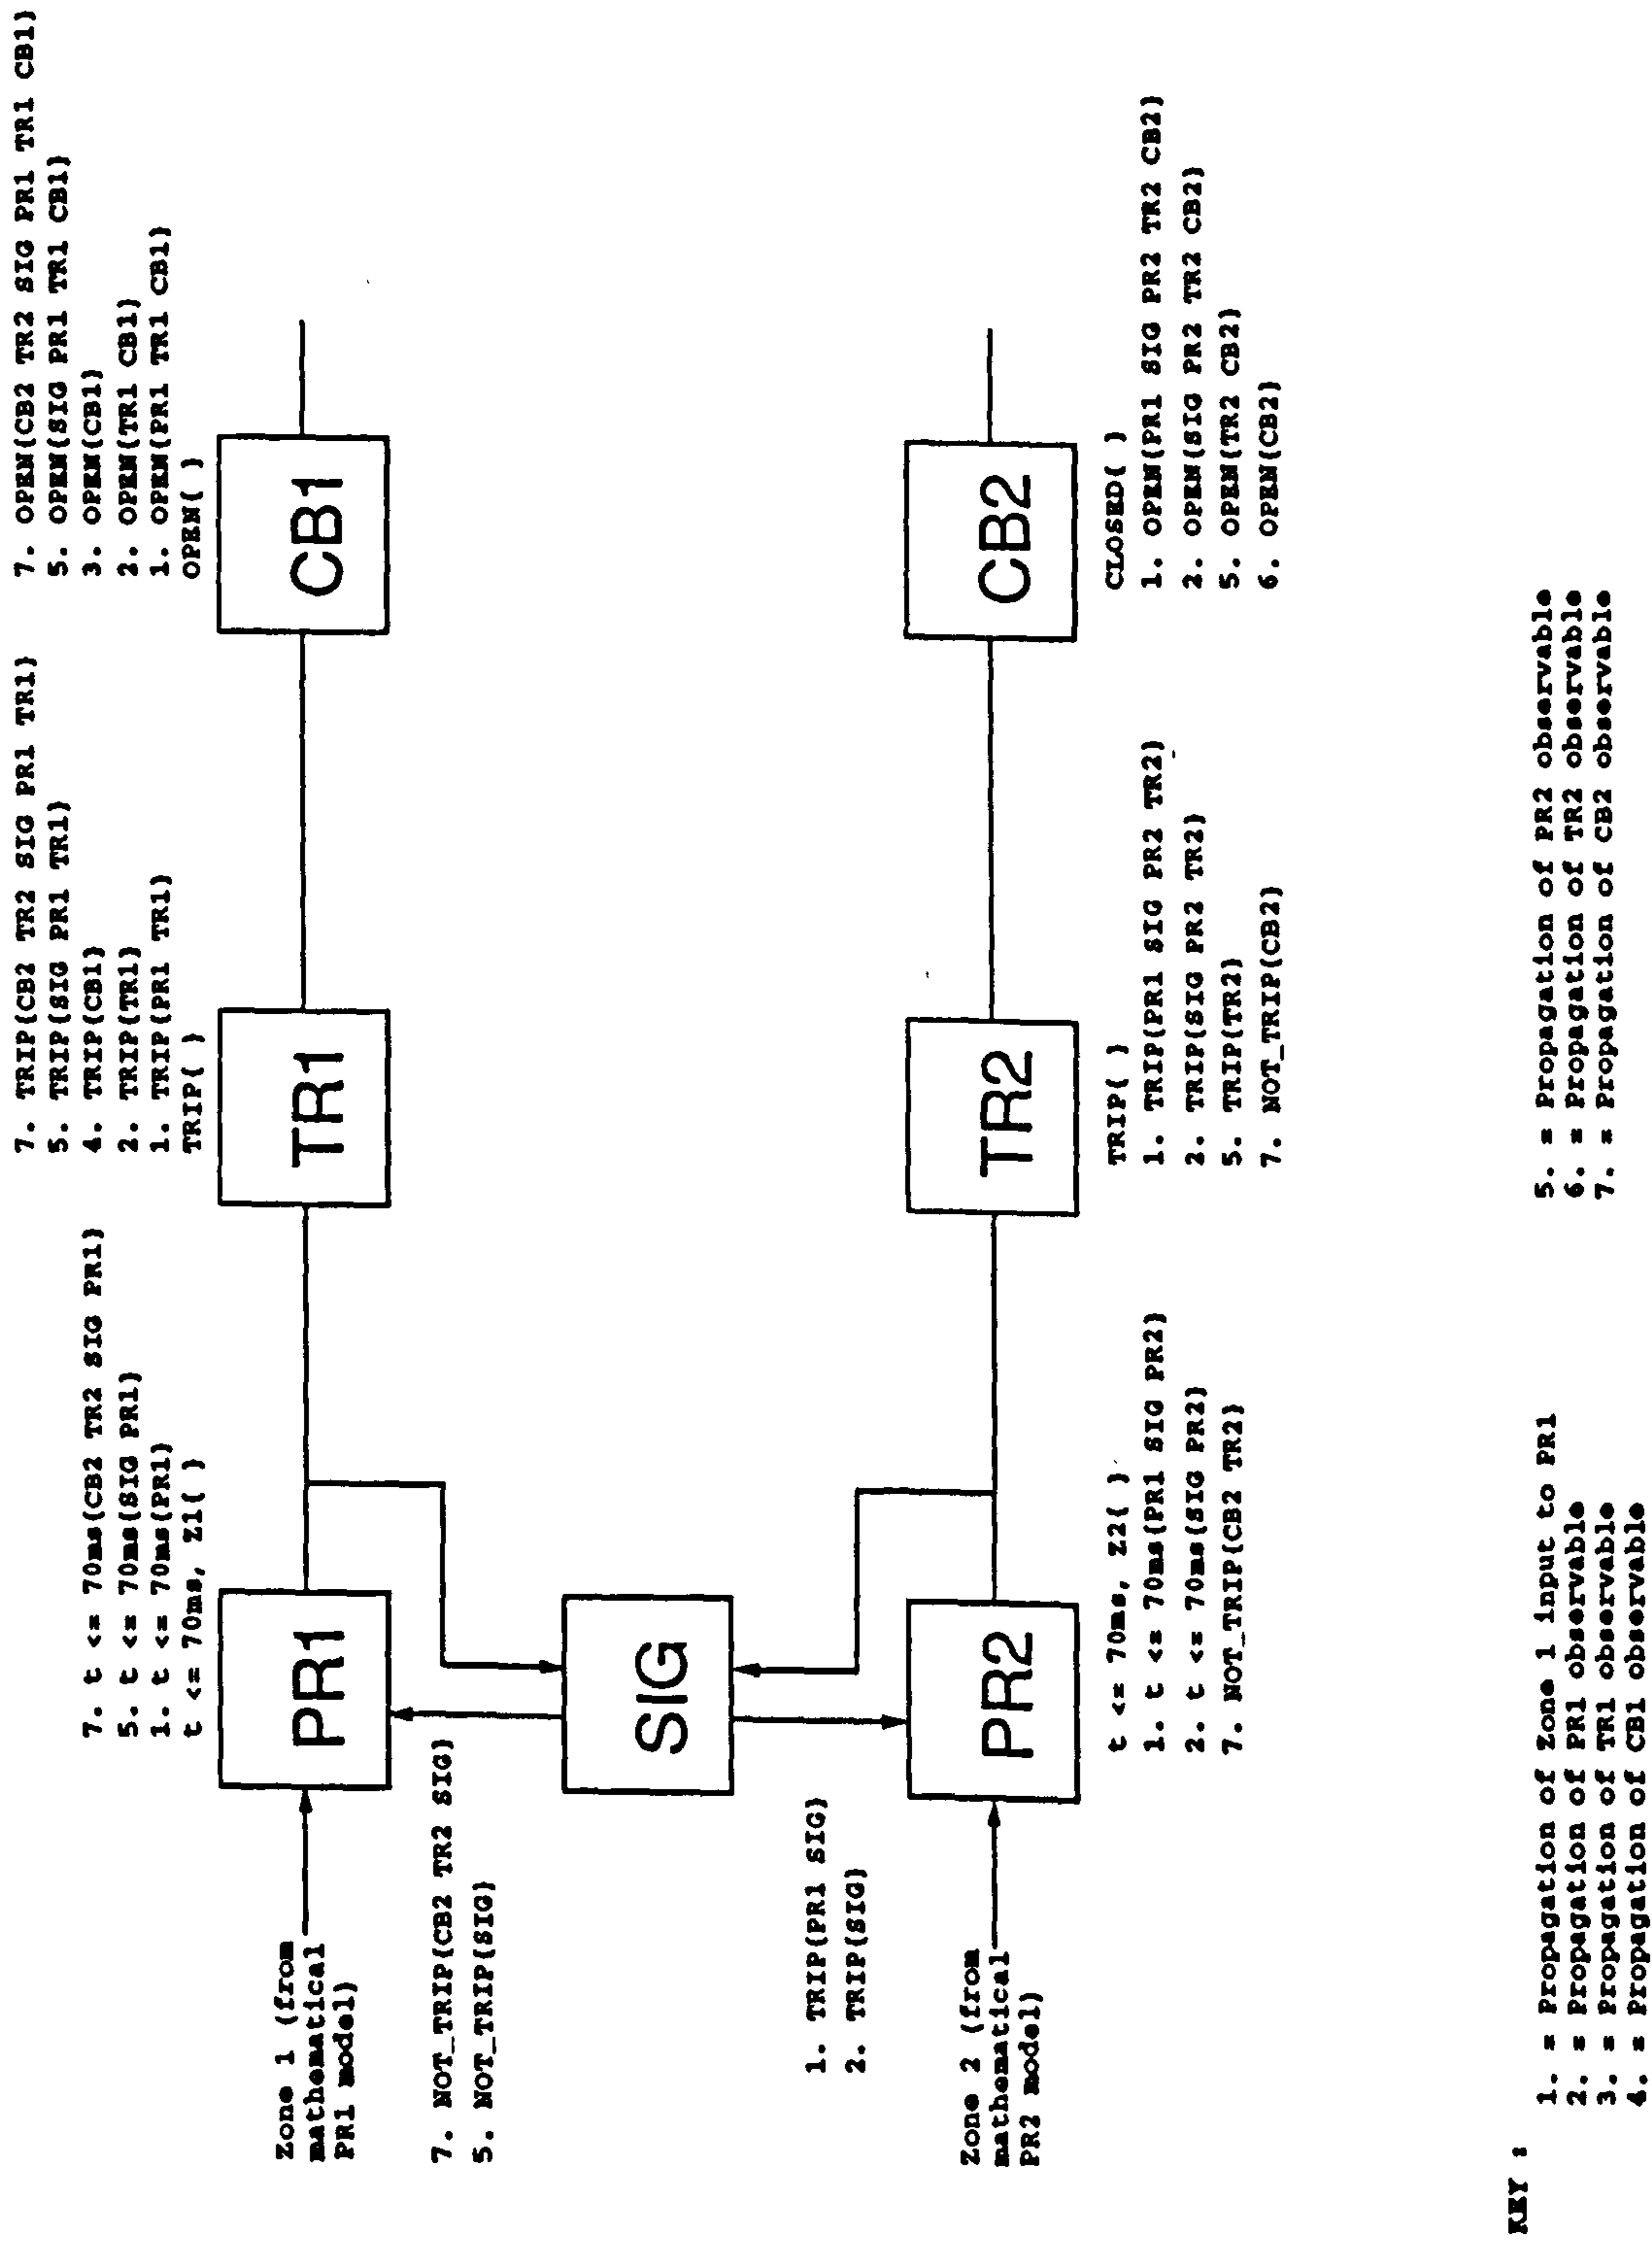 7. TRIP{CB2 TR2 SIG PR1 TR1}
5. TRIP{SIG PR1 TR1}
4. TRIP{CB1}
2. TRIP{TR1}
1. TRIP{PR1 TR1}
TRIP{ }
7. OPEN{CB2 TR2 SIG PR1 TR1 CB1}
5. OPEN{SIG PR1 TR1 CB1}
3. OPEN{CB1}
2. OPEN{TR1 CB1}
1. OPEN{PR1 TR1 CB1}
OPEN{ }
7. t <= 70ms{CB2 TR2 SIG PR1}
5. t <= 70ms{SIG PR1}
1. t <= 70ms{PR1}
t <= 70ms, Z1{ }
Zone 1 (from
mathematical
PR1 model)
PR1
TR1
CB1
7. NOT_TRIP{CB2 TR2 SIG}
5. NOT_TRIP{SIG}
SIG
1. TRIP{PR1 SIG}
2. TRIP{SIG}
Zone 2 (from
mathematical
PR2 model)
PR2
TR2
CB2
t <= 70ms, Z2{ }
1. t <= 70ms{PR1 SIG PR2}
2. t <= 70ms{SIG PR2}
7. NOT_TRIP{CB2 TR2}
TRIP{ }
1. TRIP{PR1 SIG PR2 TR2}
2. TRIP{SIG PR2 TR2}
5. TRIP{TR2}
7. NOT_TRIP{CB2}
CLOSED{ }
1. OPEN{PR1 SIG PR2 TR2 CB2}
2. OPEN{SIG PR2 TR2 CB2}
5. OPEN{TR2 CB2}
6. OPEN{CB2}
KEY :
1. = Propagation of Zone 1 input to PR1
2. = Propagation of PR1 observable
3. = Propagation of TR1 observable
4. = Propagation of CB1 observable
5. = Propagation of PR2 observable
6. = Propagation of TR2 observable
7. = Propagation of CB2 observable